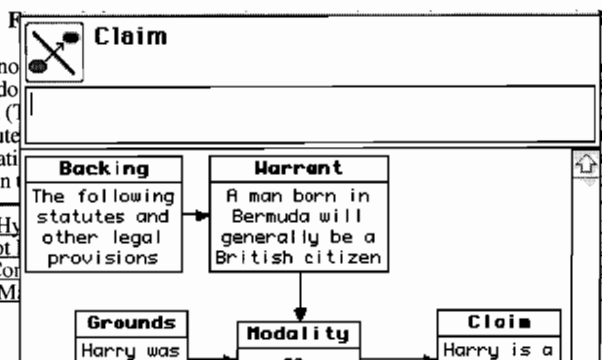 Claim
Backing
The following
statutes and
other legal
provisions
Warrant
A man born in
Bermuda will
generally be a
British citizen
Grounds
Harry was
Modality
Claim
Harry is a